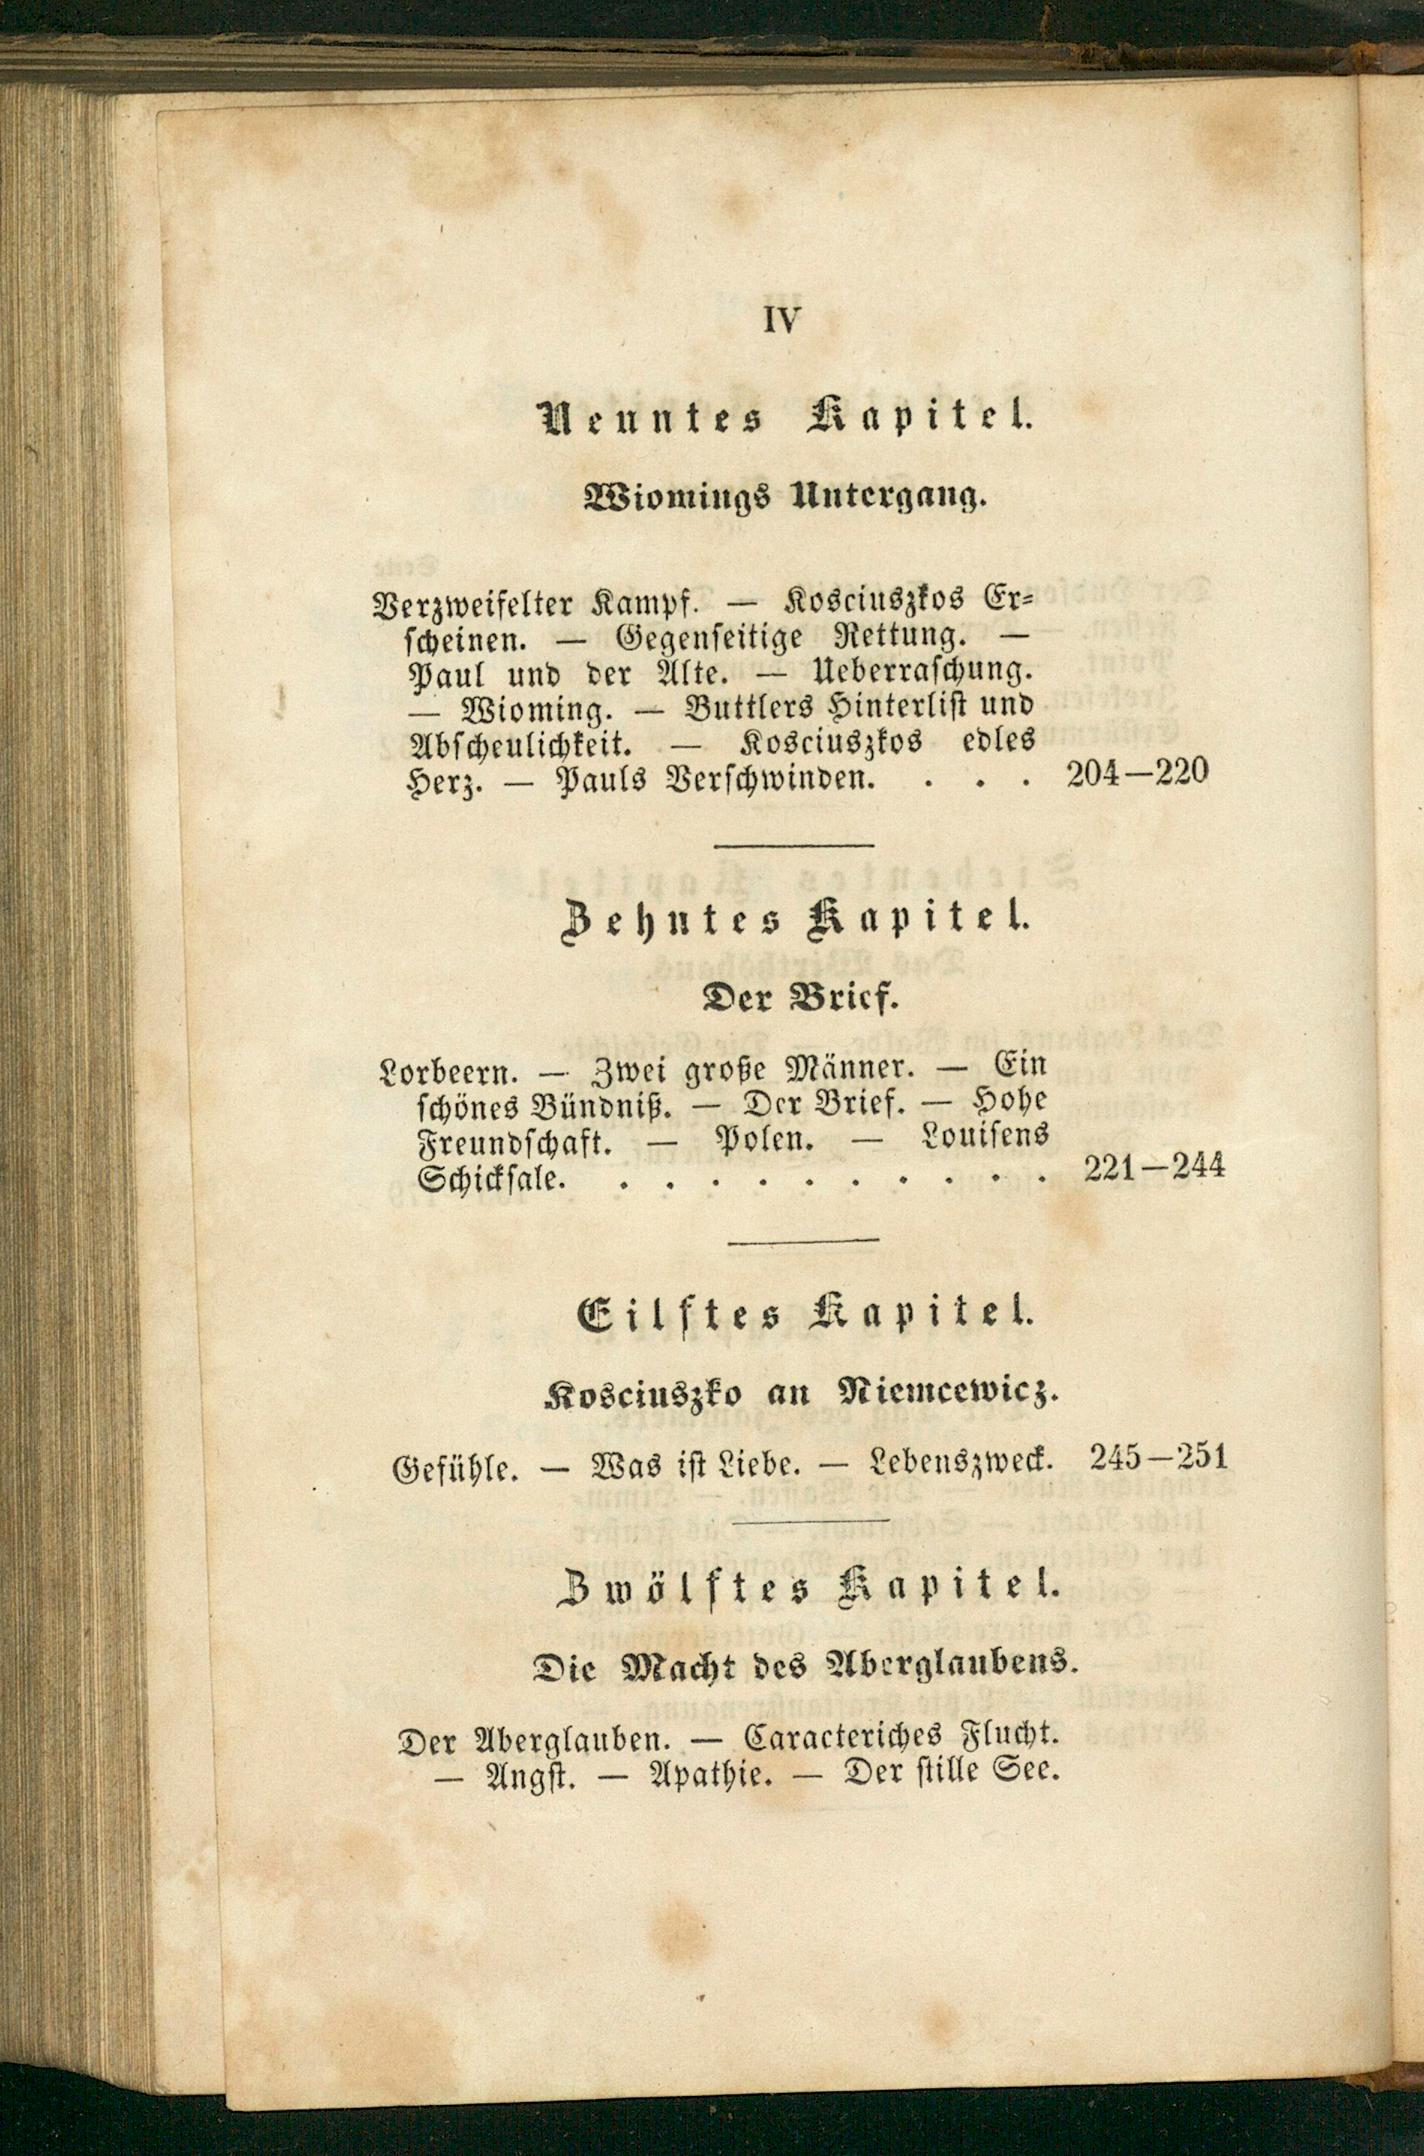 IV
Neuntes Kapitel.
Wiomings Untergang.
Verzweifelter Kampf. — Kosciuszkos Er-
scheinen. — Gegenseitige Rettung. —
Paul und der Alte. — Ueberraschung.
— Wioming. — Buttlers Hinterlist und
Abscheulichkeit. — Kosciuszkos edles
Herz. — Pauls Verschwinden. . . . 204—220
Zehntes Kapitel.
Der Brief.
Lorbeern. — Zwei große Männer. — Ein
schönes Bündniß. — Der Brief. — Hohe
Freundschaft. — Polen. — Louisens
Schicksale. . . . . . . . . . . 221—244
Eilftes Kapitel.
Kosciuszko an Niemcewicz.
Gefühle. — Was ist Liebe. — Lebenszweck. 245—251
Zwölftes Kapitel.
Die Macht des Aberglaubens.
Der Aberglauben. — Caracteriches Flucht.
— Angst. — Apathie. — Der stille See.